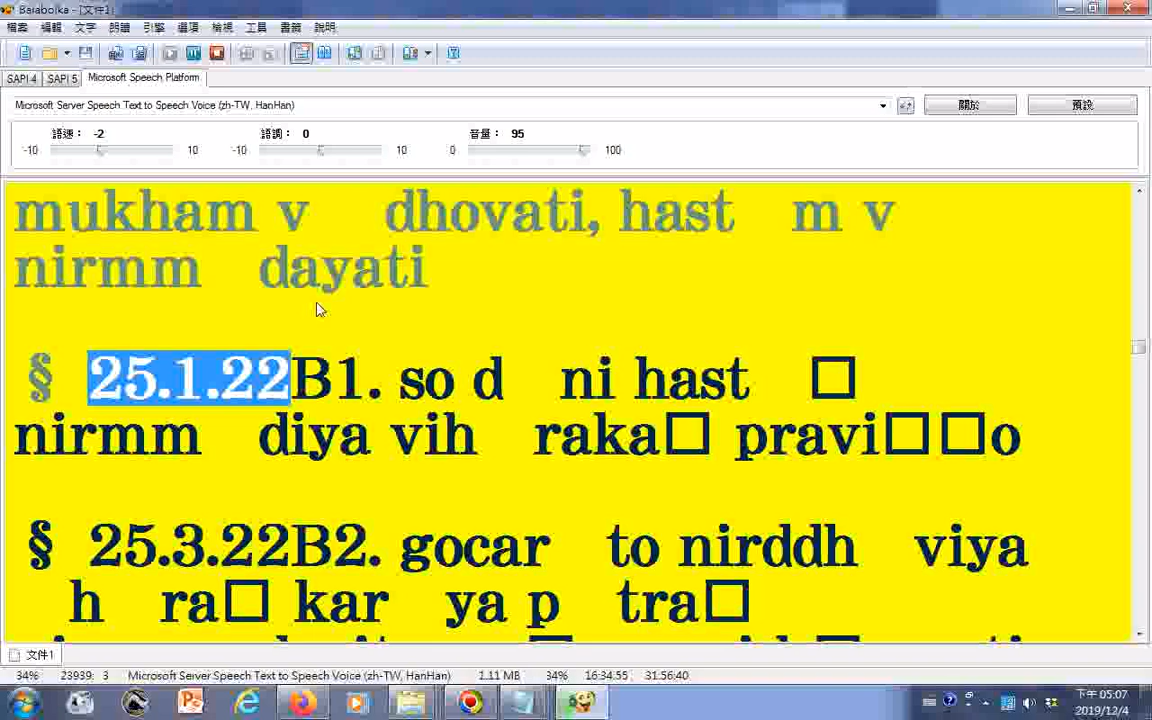 Balabolka - [文件1]
檔案 編輯 文字 朗讀 引擎 選項 檢視 工具 書籤 說明
SAPI 4 SAPI 5 Microsoft Speech Platform
Microsoft Server Speech Text to Speech Voice (zh-TW, HanHan) 關於 預設
語速： -2 語調： 0 音量： 95
-10 10 -10 10 0 100
mukham v dhovati, hast m v
nirmm dayati
§ 25.1.22B1. so d ni hast □
nirmm diya vih raka□ pravi□□o
§ 25.3.22B2. gocar to nirddh viya
h ra□ kar ya p tra□
文件1
34% 23939: 3 Microsoft Server Speech Text to Speech Voice (zh-TW, HanHan) 1.11 MB 34% 16:34:55 31:56:40
下午 05:07
2019/12/4